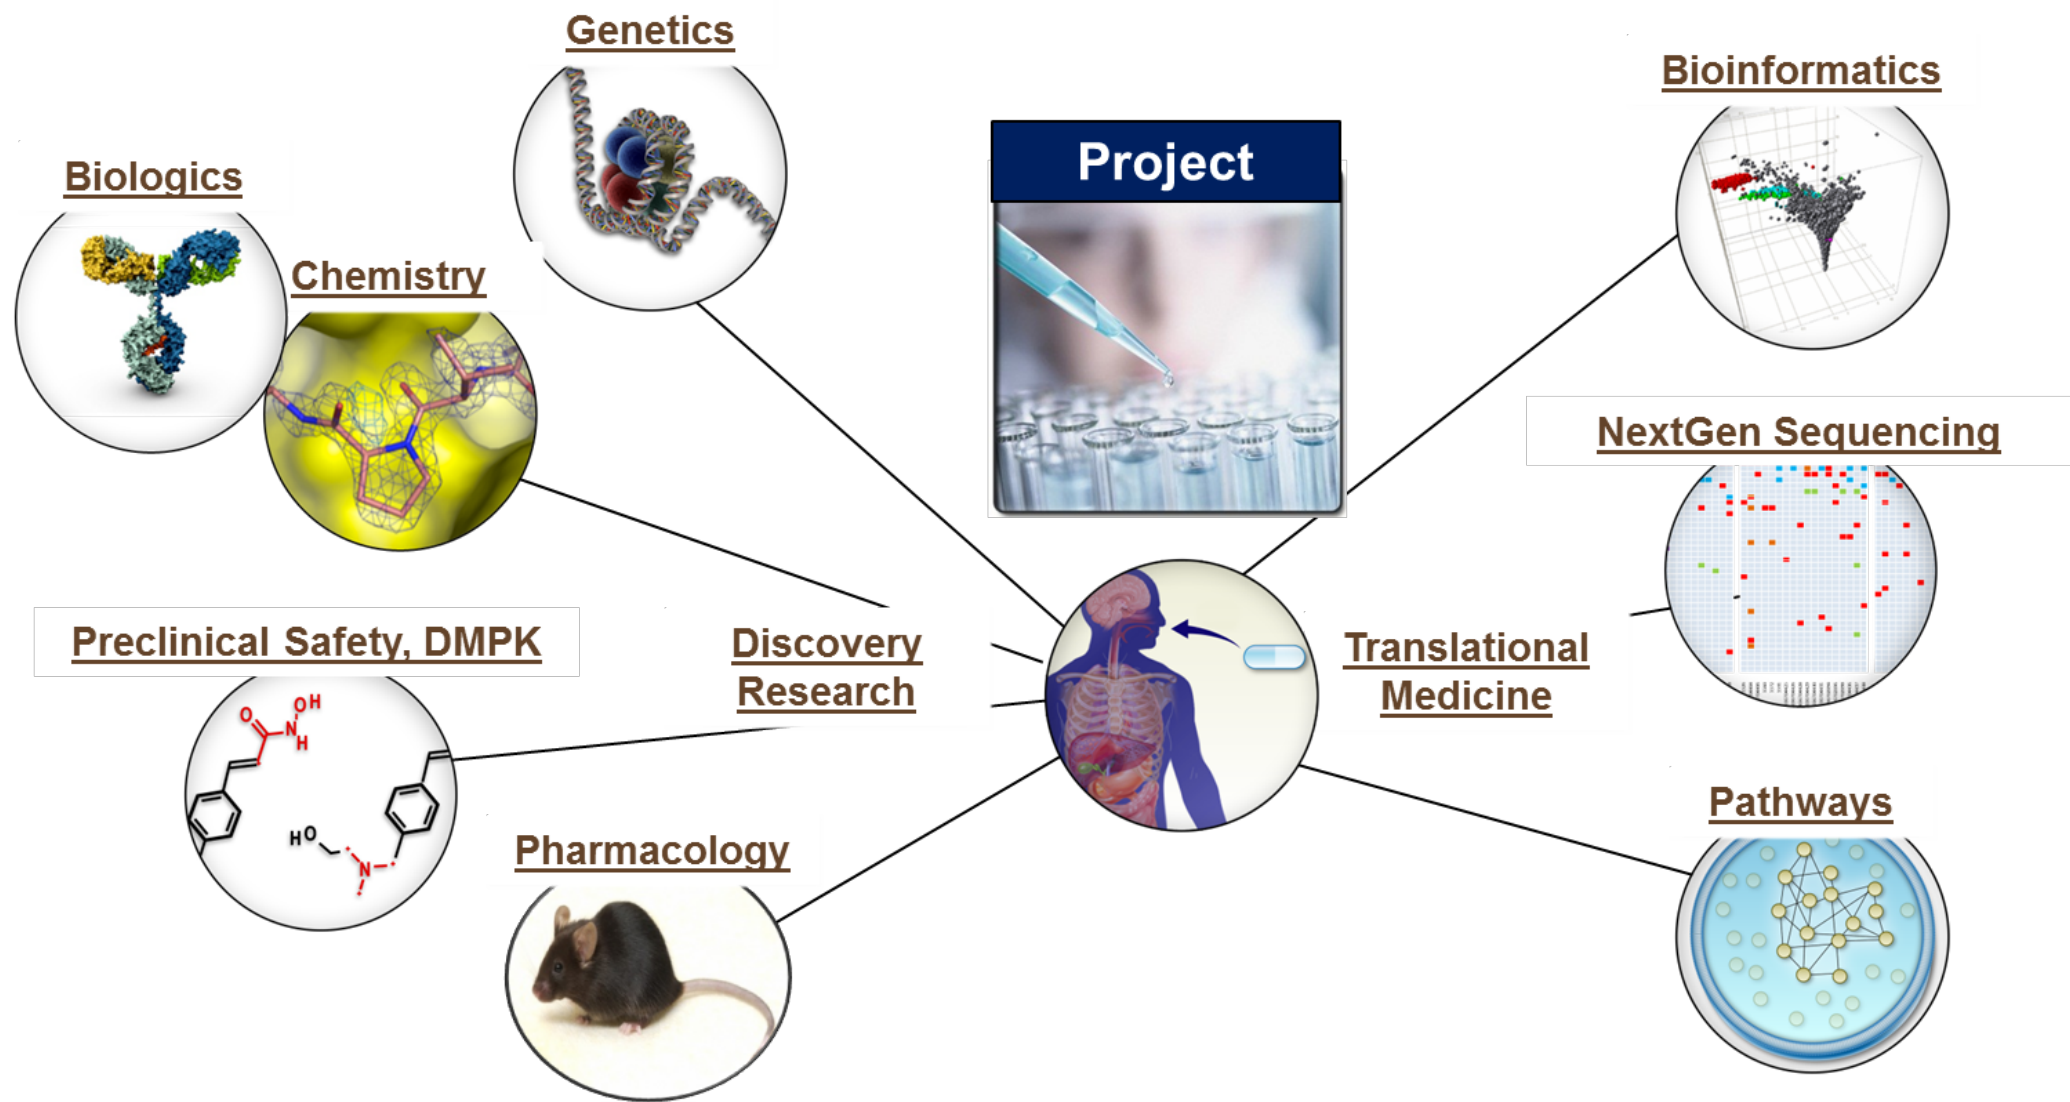 Genetics
Bioinformatics
Project
Biologics
Chemistry
NextGen Sequencing
Preclinical Safety, DMPK
Discovery
Research
Translational
Medicine
OH
O
N
H
HO
N
Pathways
Pharmacology